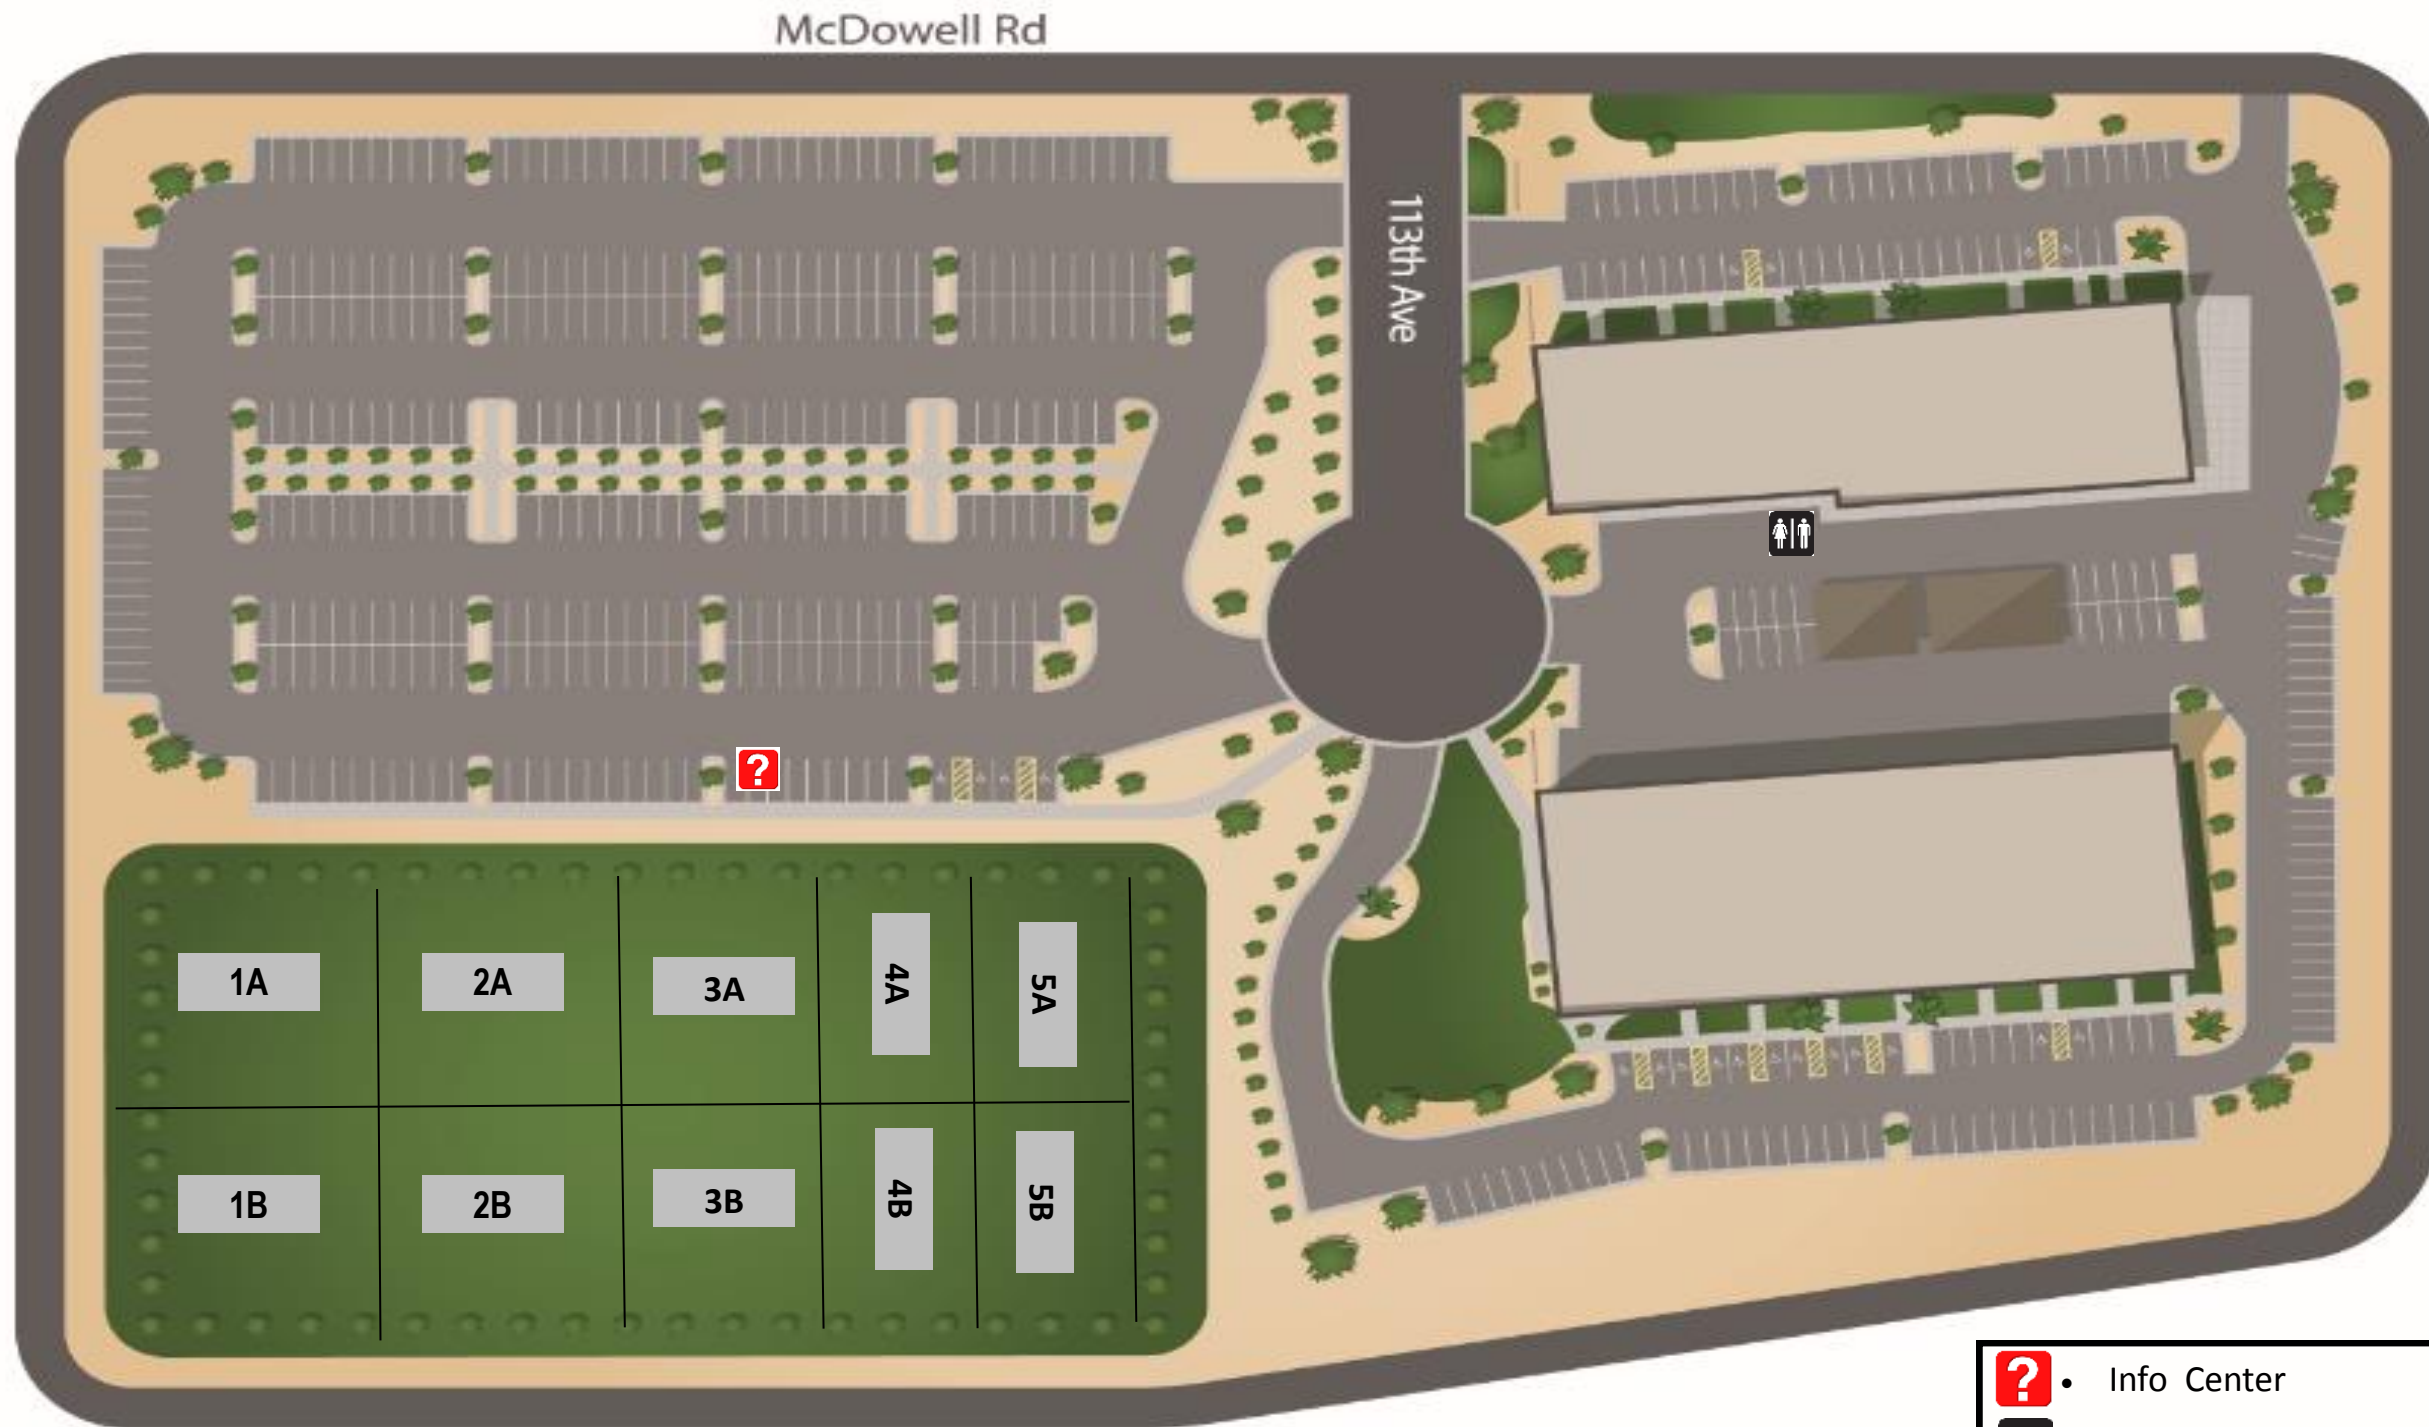 McDowell Rd
113th Ave
?
1A
2A
3A
4A
5A
1B
2B
3B
4B
5B
? • Info Center